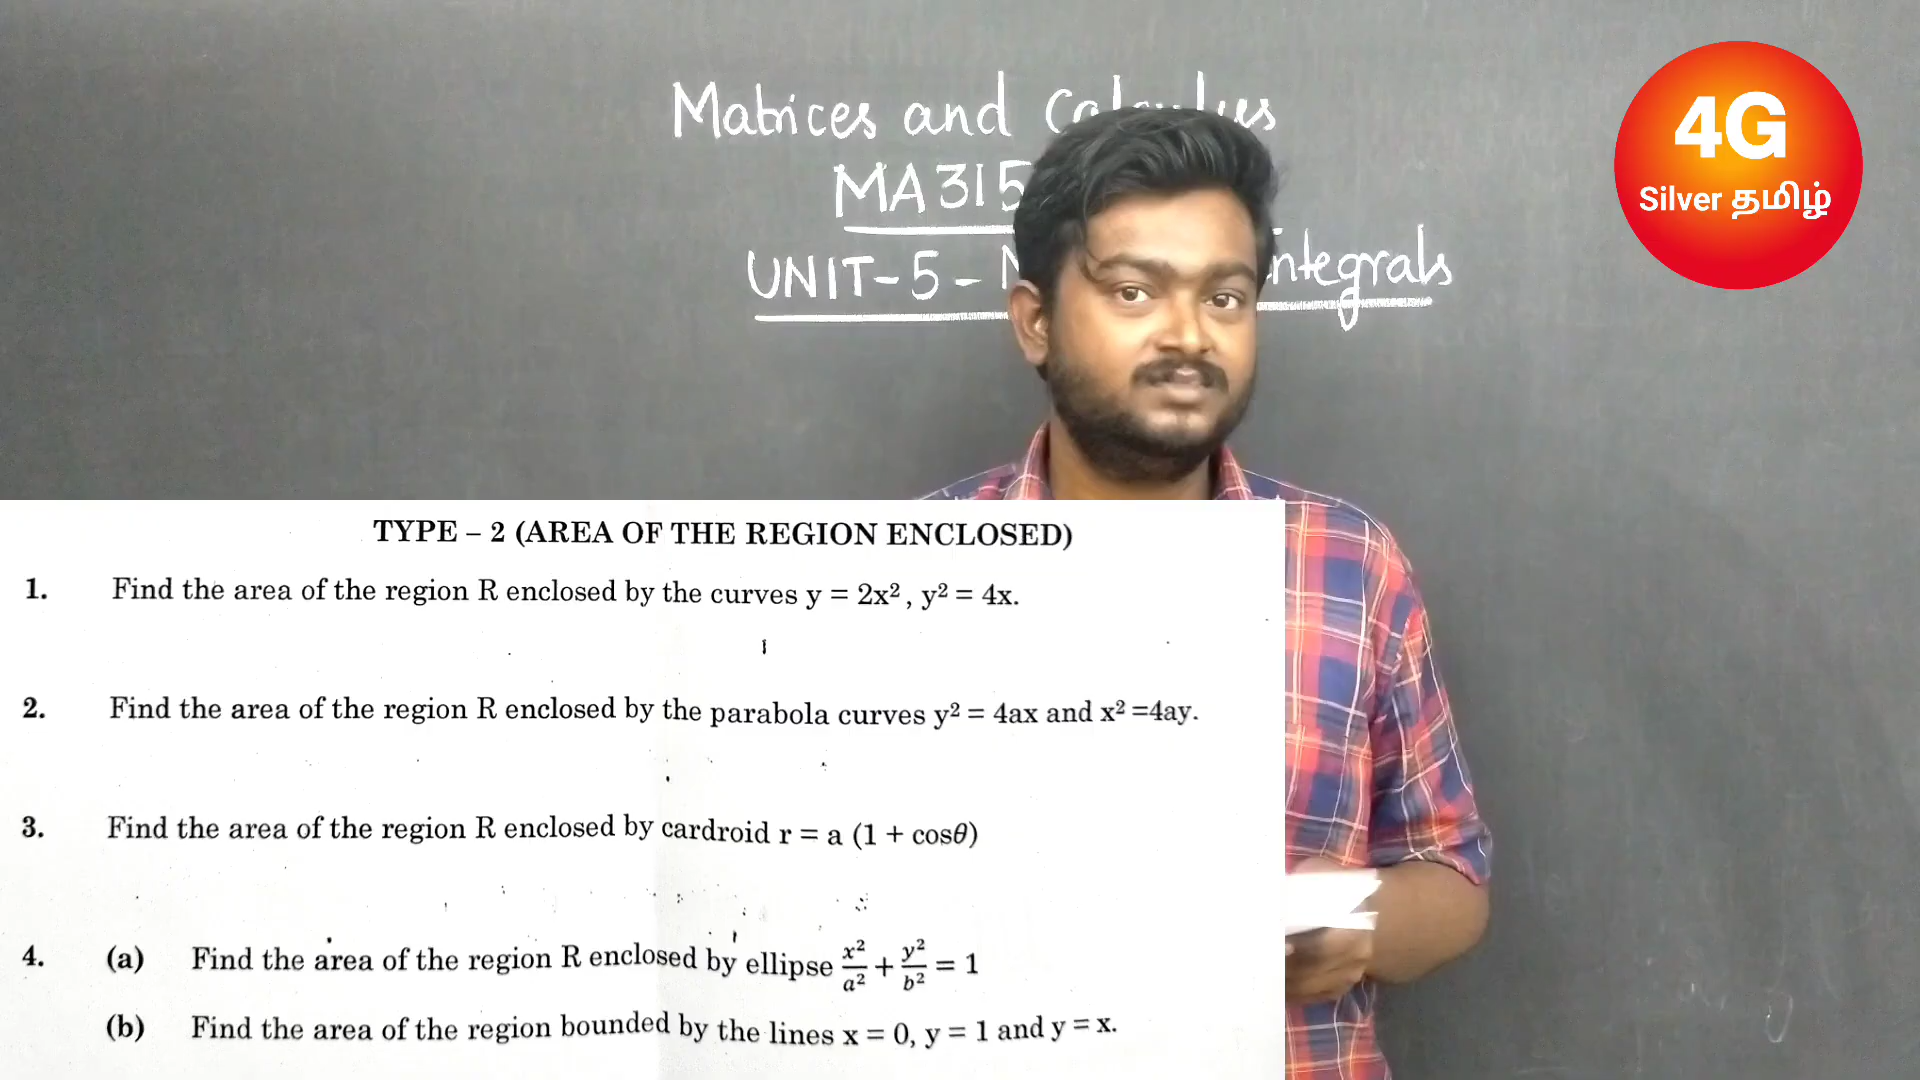 Matrices and
MA315
UNIT-5 -
integrals
4G
Silver தமிழ்
TYPE – 2 (AREA OF THE REGION ENCLOSED)
1. Find the area of the region R enclosed by the curves y = 2x², y² = 4x.
2. Find the area of the region R enclosed by the parabola curves y² = 4ax and x² =4ay.
3. Find the area of the region R enclosed by cardroid r = a (1 + cosθ)
4. (a) Find the area of the region R enclosed by ellipse x²/a² + y²/b² = 1
(b) Find the area of the region bounded by the lines x = 0, y = 1 and y = x.